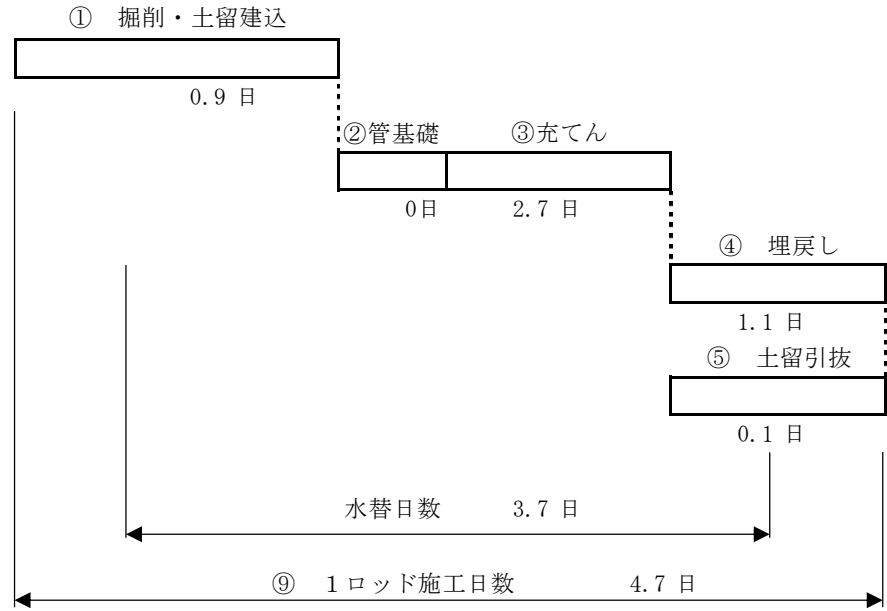 ① 掘削・土留建込
0.9 日
②管基礎 ③充てん
0日 2.7 日
④ 埋戻し
1.1 日
⑤ 土留引抜
0.1 日
水替日数 3.7 日
⑨ １ロッド施工日数 4.7 日